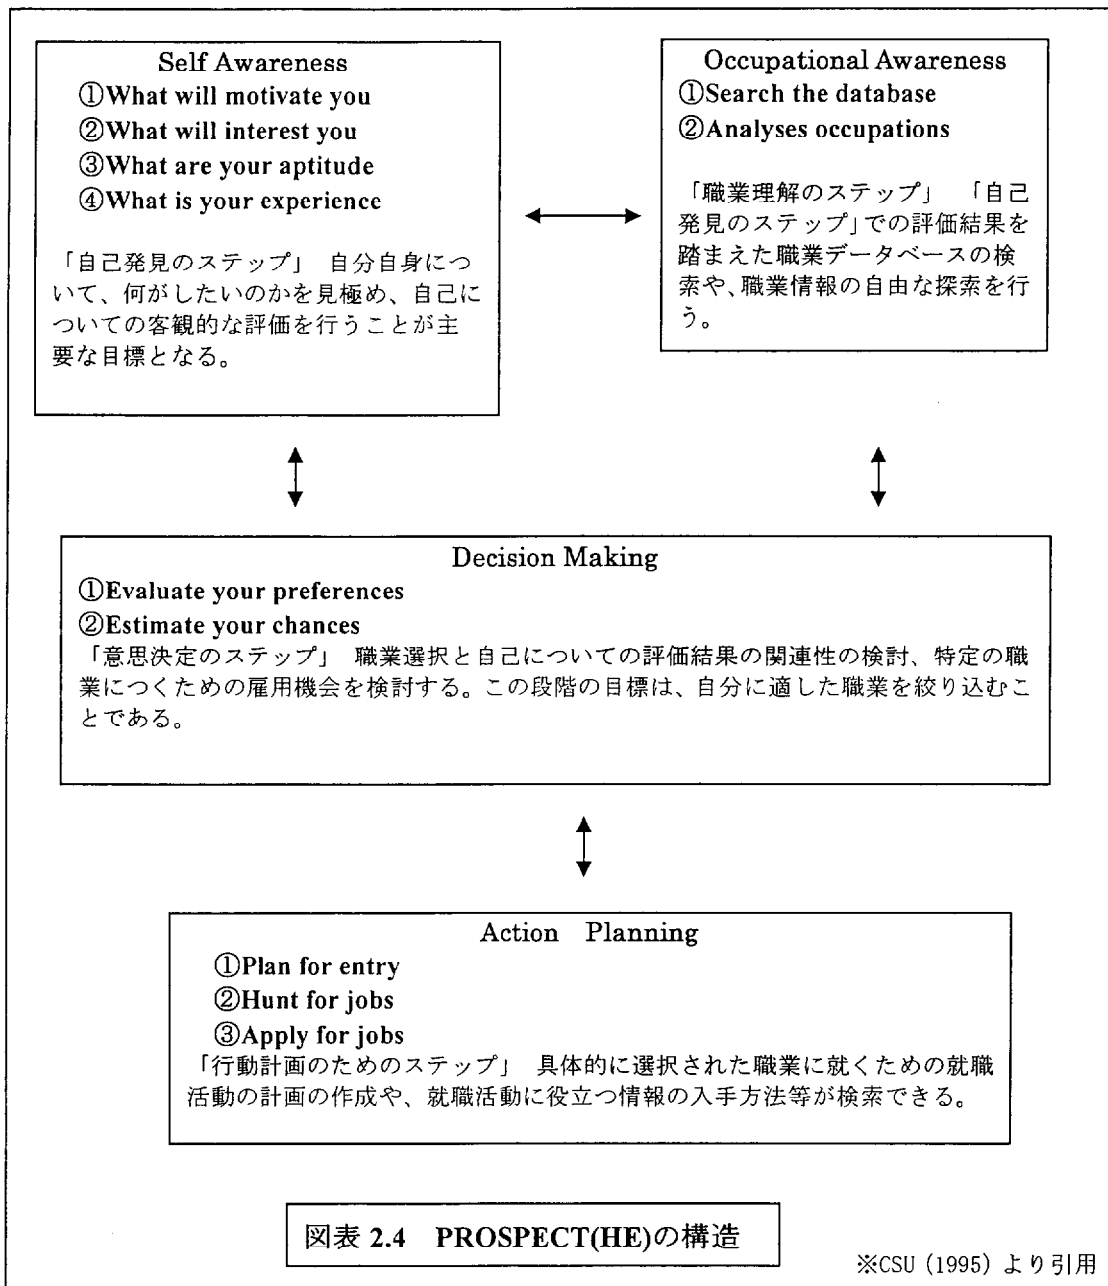 Self Awareness
①What will motivate you
②What will interest you
③What are your aptitude
④What is your experience
「自己発見のステップ」 自分自身につ
いて、何がしたいのかを見極め、自己に
ついての客観的な評価を行うことが主
要な目標となる。
Occupational Awareness
①Search the database
②Analyses occupations
「職業理解のステップ」 「自己
発見のステップ」での評価結果を
踏まえた職業データベースの検
索や、職業情報の自由な探索を行
う。
Decision Making
①Evaluate your preferences
②Estimate your chances
「意思決定のステップ」 職業選択と自己についての評価結果の関連性の検討、特定の職
業につくための雇用機会を検討する。この段階の目標は、自分に適した職業を絞り込むこ
とである。
Action Planning
①Plan for entry
②Hunt for jobs
③Apply for jobs
「行動計画のためのステップ」 具体的に選択された職業に就くための就職
活動の計画の作成や、就職活動に役立つ情報の入手方法等が検索できる。
図表 2.4 PROSPECT(HE)の構造
※CSU (1995) より引用